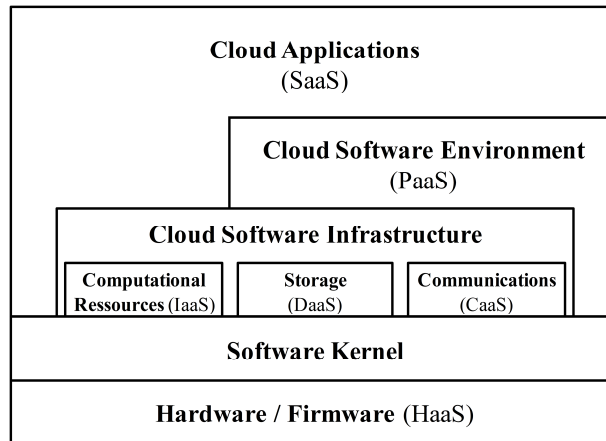 Cloud Applications
(SaaS)
Cloud Software Environment
(PaaS)
Cloud Software Infrastructure
Computational
Ressources (IaaS)
Storage
(DaaS)
Communications
(CaaS)
Software Kernel
Hardware / Firmware (HaaS)